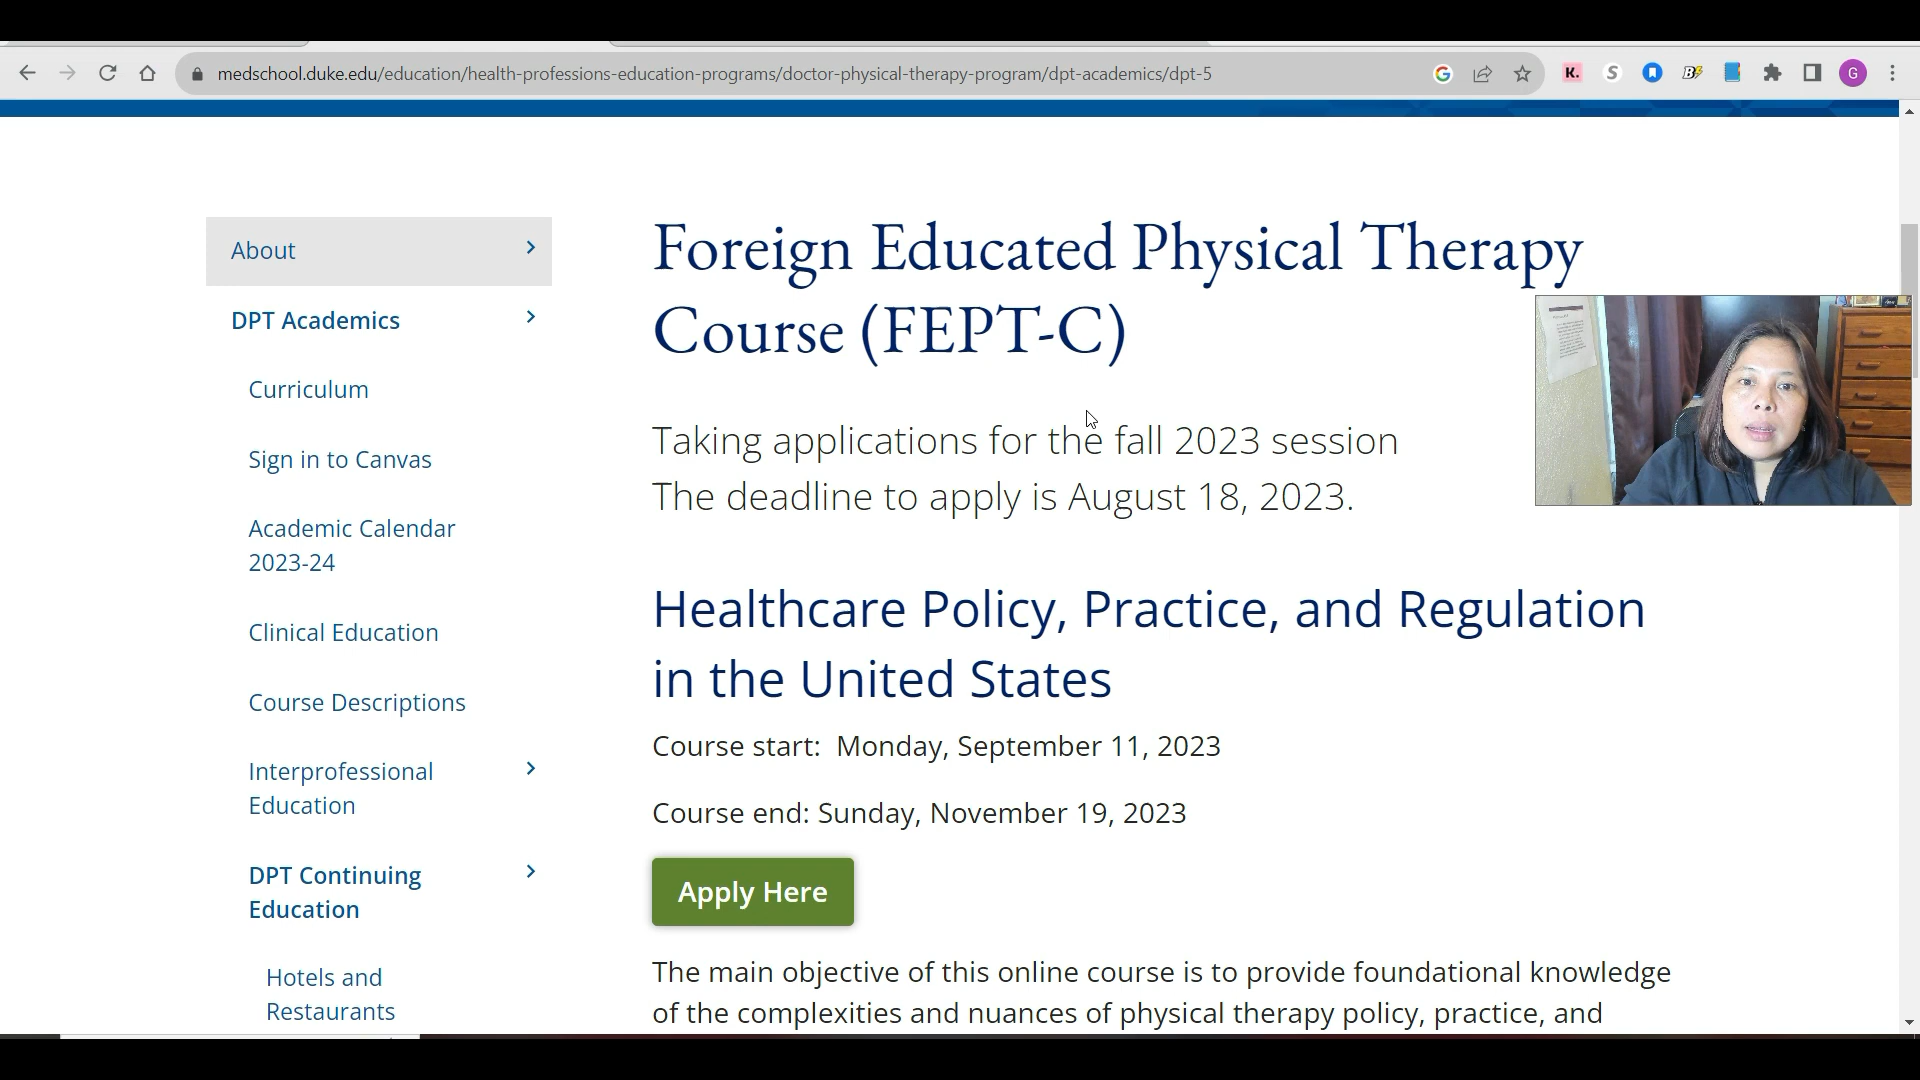 medschool.duke.edu/education/health-professions-education-programs/doctor-physical-therapy-program/dpt-academics/dpt-5
K.
S
B
G
About
DPT Academics
Curriculum
Sign in to Canvas
Academic Calendar
2023-24
Clinical Education
Course Descriptions
Interprofessional
Education
DPT Continuing
Education
Hotels and
Restaurants
Foreign Educated Physical Therapy
Course (FEPT-C)
Taking applications for the fall 2023 session
The deadline to apply is August 18, 2023.
Healthcare Policy, Practice, and Regulation
in the United States
Course start: Monday, September 11, 2023
Course end: Sunday, November 19, 2023
Apply Here
The main objective of this online course is to provide foundational knowledge
of the complexities and nuances of physical therapy policy, practice, and